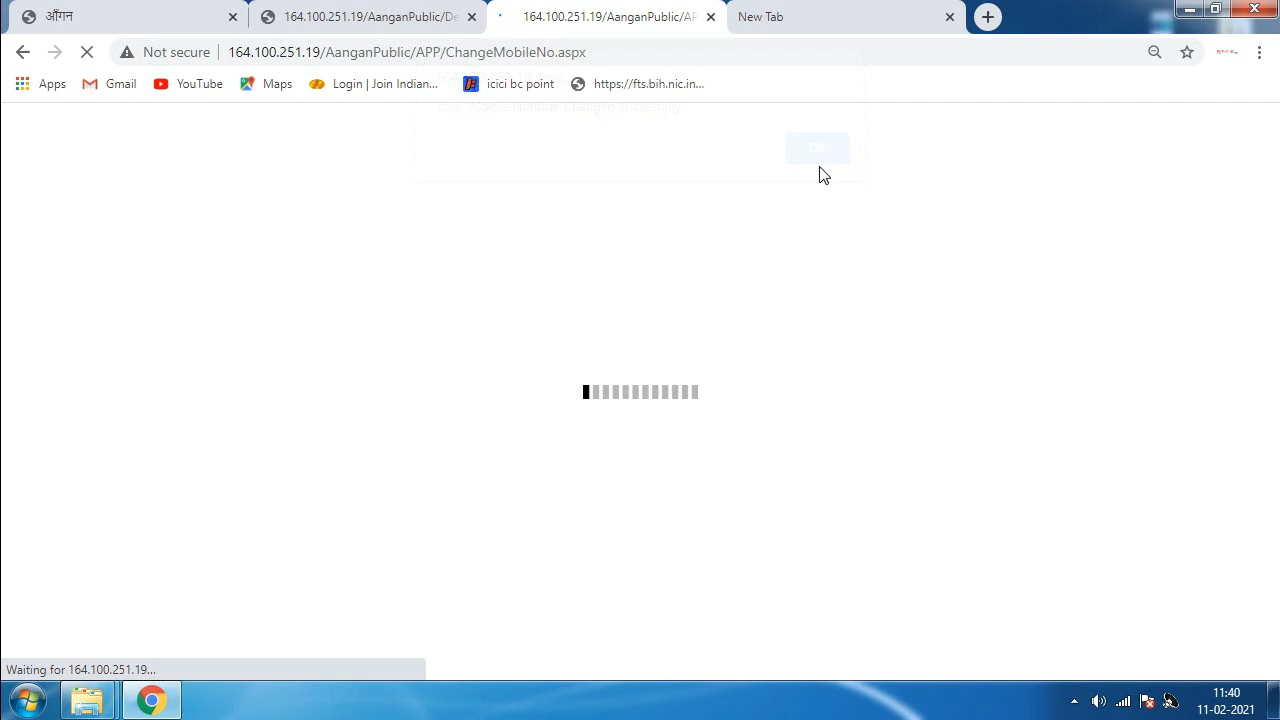 आँगन
164.100.251.19/AanganPublic/De
164.100.251.19/AanganPublic/AP
New Tab
Not secure
164.100.251.19/AanganPublic/APP/ChangeMobileNo.aspx
Apps
Gmail
YouTube
Maps
Login | Join Indian...
icici bc point
https://fts.bih.nic.in...
OK
Waiting for 164.100.251.19...
11:40
11-02-2021